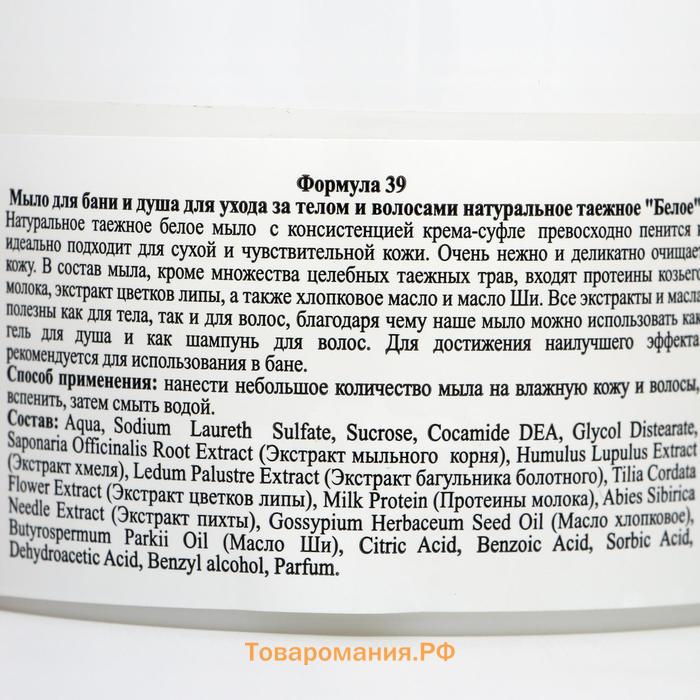 Формула 39
Мыло для бани и душа для ухода за телом и волосами натуральное таежное "Белое"
Натуральное таежное белое мыло с консистенцией крема-суфле превосходно пенится и
идеально подходит для сухой и чувствительной кожи. Очень нежно и деликатно очищает
кожу. В состав мыла, кроме множества целебных таежных трав, входят протеины козьего
молока, экстракт цветков липы, а также хлопковое масло и масло Ши. Все экстракты и масла
полезны как для тела, так и для волос, благодаря чему наше мыло можно использовать как
гель для душа и как шампунь для волос. Для достижения наилучшего эффекта
рекомендуется для использования в бане.
Способ применения: нанести небольшое количество мыла на влажную кожу и волосы,
вспенить, затем смыть водой.
Состав: Aqua, Sodium Laureth Sulfate, Sucrose, Cocamide DEA, Glycol Distearate,
Saponaria Officinalis Root Extract (Экстракт мыльного корня), Humulus Lupulus Extract
(Экстракт хмеля), Ledum Palustre Extract (Экстракт багульника болотного), Tilia Cordata
Flower Extract (Экстракт цветков липы), Milk Protein (Протеины молока), Abies Sibirica
Needle Extract (Экстракт пихты), Gossypium Herbaceum Seed Oil (Масло хлопковое),
Butyrospermum Parkii Oil (Масло Ши), Citric Acid, Benzoic Acid, Sorbic Acid,
Dehydroacetic Acid, Benzyl alcohol, Parfum.
Товаромания.РФ